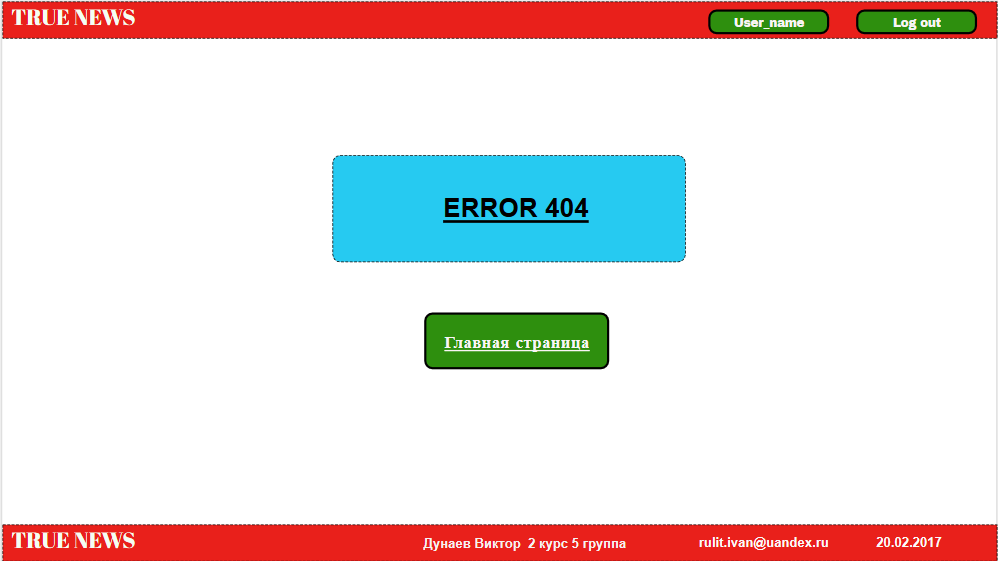 TRUE NEWS
User_name
Log out
ERROR 404
Главная страница
TRUE NEWS
Дунаев Виктор 2 курс 5 группа
rulit.ivan@uandex.ru
20.02.2017